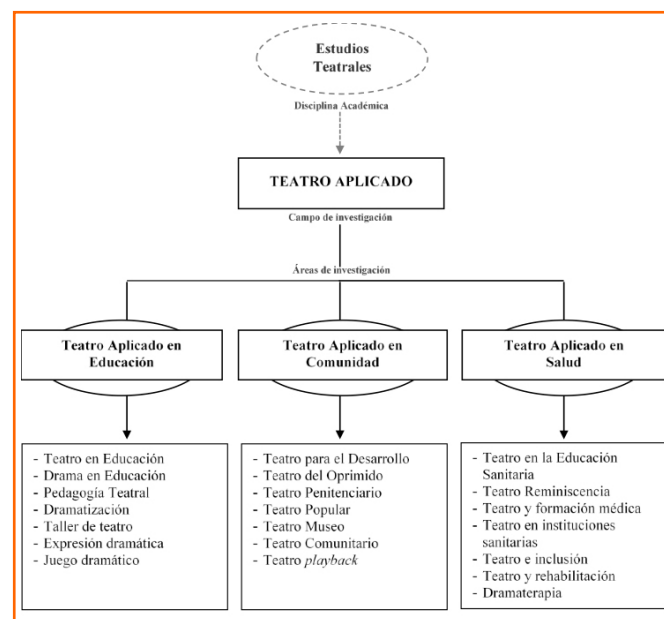 Estudios
Teatrales
Disciplina Académica
TEATRO APLICADO
Campo de investigación
Áreas de investigación
Teatro Aplicado en
Educación
Teatro Aplicado en
Comunidad
Teatro Aplicado en
Salud
- Teatro en Educación
- Drama en Educación
- Pedagogía Teatral
- Dramatización
- Taller de teatro
- Expresión dramática
- Juego dramático
- Teatro para el Desarrollo
- Teatro del Oprimido
- Teatro Penitenciario
- Teatro Popular
- Teatro Museo
- Teatro Comunitario
- Teatro playback
- Teatro en la Educación
Sanitaria
- Teatro Reminiscencia
- Teatro y formación médica
- Teatro en instituciones
sanitarias
- Teatro e inclusión
- Teatro y rehabilitación
- Dramaterapia